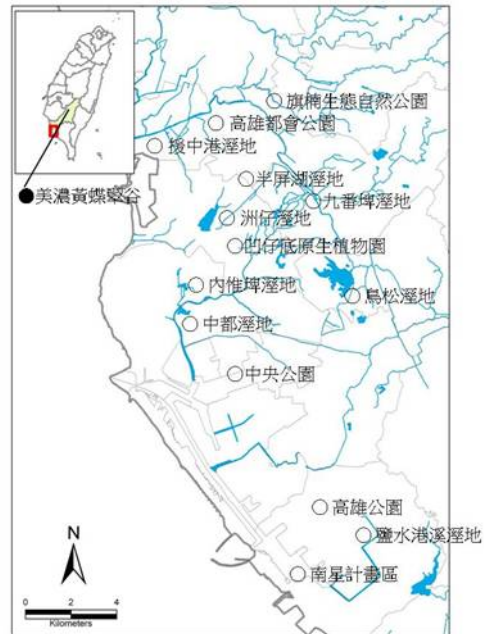 旗楠生態自然公園
高雄都會公園
援中港溼地
半屏湖溼地
美濃黃蝶翠谷
九番埤溼地
洲仔溼地
凹仔底原生植物園
內惟埤溼地
鳥松溼地
中都溼地
中央公園
高雄公園
鹽水港溪溼地
南星計畫區
N
0 2 4
Kilometers